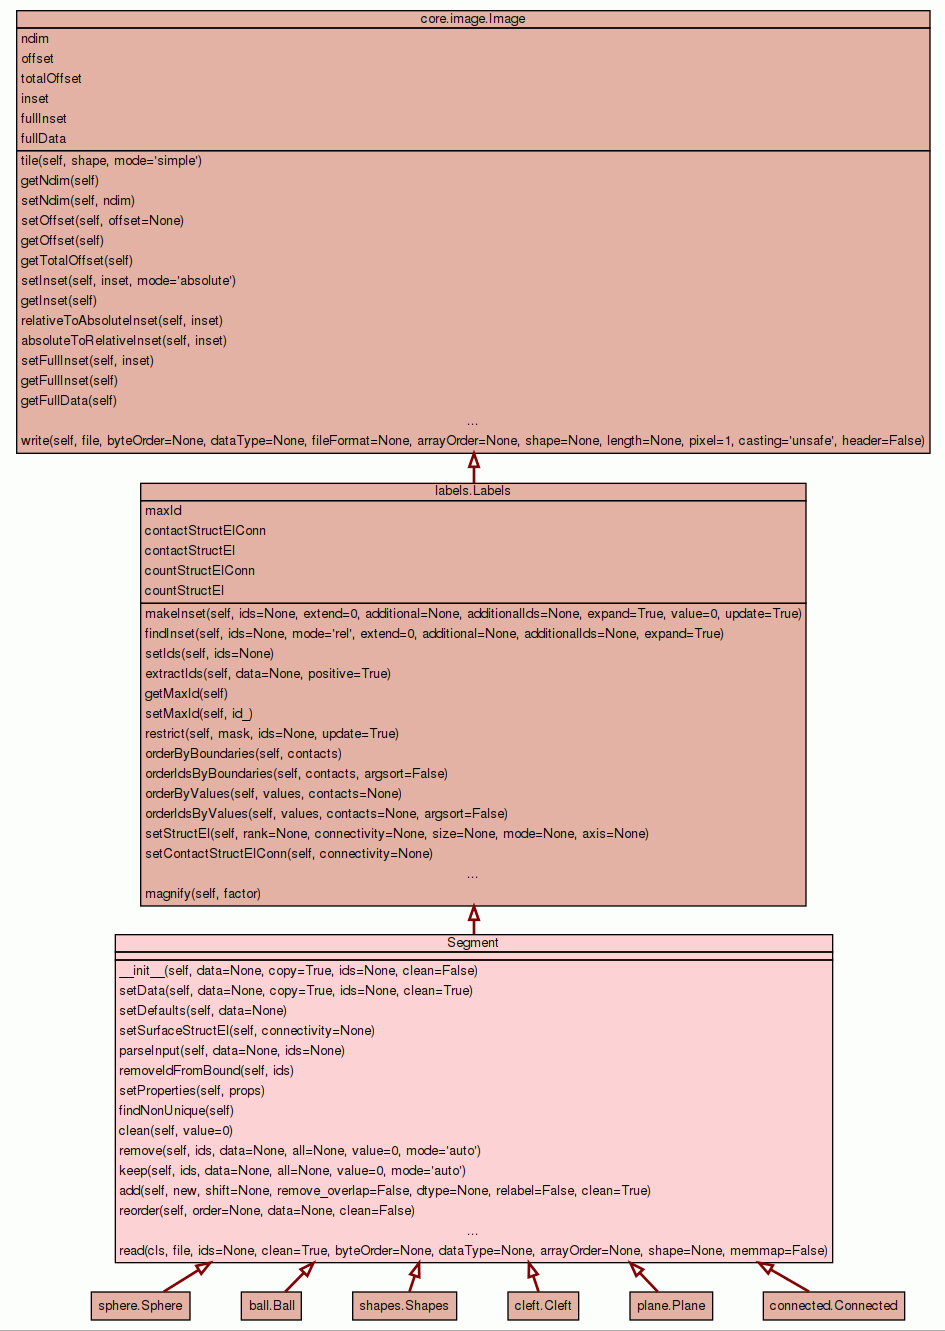 core.image.Image
ndim
offset
totalOffset
inset
fullInset
fullData
tile(self, shape, mode='simple')
getNdim(self)
setNdim(self, ndim)
setOffset(self, offset=None)
getOffset(self)
getTotalOffset(self)
setInset(self, inset, mode='absolute')
getInset(self)
relativeToAbsoluteInset(self, inset)
absoluteToRelativeInset(self, inset)
setFullInset(self, inset)
getFullInset(self)
getFullData(self)
...
write(self, file, byteOrder=None, dataType=None, fileFormat=None, arrayOrder=None, shape=None, length=None, pixel=1, casting='unsafe', header=False)
labels.Labels
maxId
contactStructElConn
contactStructEl
countStructElConn
countStructEl
makeInset(self, ids=None, extend=0, additional=None, additionalIds=None, expand=True, value=0, update=True)
findInset(self, ids=None, mode='rel', extend=0, additional=None, additionalIds=None, expand=True)
setIds(self, ids=None)
extractIds(self, data=None, positive=True)
getMaxId(self)
setMaxId(self, id_)
restrict(self, mask, ids=None, update=True)
orderByBoundaries(self, contacts)
orderIdsByBoundaries(self, contacts, argsort=False)
orderByValues(self, values, contacts=None)
orderIdsByValues(self, values, contacts=None, argsort=False)
setStructEl(self, rank=None, connectivity=None, size=None, mode=None, axis=None)
setContactStructElConn(self, connectivity=None)
...
magnify(self, factor)
Segment
__init__(self, data=None, copy=True, ids=None, clean=False)
setData(self, data=None, copy=True, ids=None, clean=True)
setDefaults(self, data=None)
setSurfaceStructEl(self, connectivity=None)
parseInput(self, data=None, ids=None)
removeIdFromBound(self, ids)
setProperties(self, props)
findNonUnique(self)
clean(self, value=0)
remove(self, ids, data=None, all=None, value=0, mode='auto')
keep(self, ids, data=None, all=None, value=0, mode='auto')
add(self, new, shift=None, remove_overlap=False, dtype=None, relabel=False, clean=True)
reorder(self, order=None, data=None, clean=False)
...
read(cls, file, ids=None, clean=True, byteOrder=None, dataType=None, arrayOrder=None, shape=None, memmap=False)
sphere.Sphere
ball.Ball
shapes.Shapes
cleft.Cleft
plane.Plane
connected.Connected